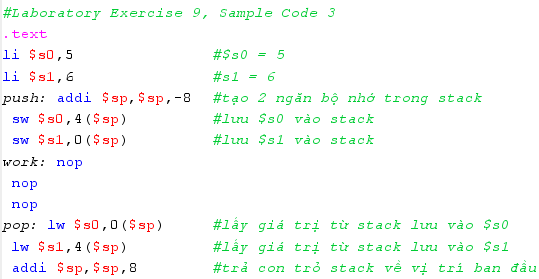 #Laboratory Exercise 9, Sample Code 3
.text
li $s0,5 #$s0 = 5
li $s1,6 #s1 = 6
push: addi $sp,$sp,-8 #tạo 2 ngăn bộ nhớ trong stack
sw $s0,4($sp) #lưu $s0 vào stack
sw $s1,0($sp) #lưu $s1 vào stack
work: nop
nop
nop
pop: lw $s0,0($sp) #lấy giá trị từ stack lưu vào $s0
lw $s1,4($sp) #lấy giá trị từ stack lưu vào $s1
addi $sp,$sp,8 #trả con trỏ stack về vị trí ban đầu